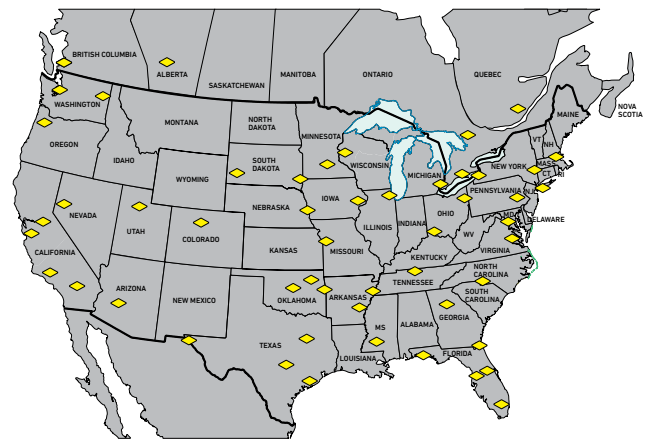 BRITISH COLUMBIA
ALBERTA
SASKATCHEWAN
MANITOBA
ONTARIO
QUEBEC
NOVA
SCOTIA
WASHINGTON
MONTANA
NORTH
DAKOTA
MINNESOTA
MAINE
VT
NH
OREGON
IDAHO
WYOMING
SOUTH
DAKOTA
WISCONSIN
MICHIGAN
NEW YORK
MASS
CT
RI
NEVADA
UTAH
COLORADO
NEBRASKA
IOWA
ILLINOIS
INDIANA
OHIO
PENNSYLVANIA
NJ
MD
DELAWARE
CALIFORNIA
KANSAS
MISSOURI
KENTUCKY
WV
VIRGINIA
ARIZONA
NEW MEXICO
OKLAHOMA
ARKANSAS
TENNESSEE
NORTH
CAROLINA
SOUTH
CAROLINA
TEXAS
LOUISIANA
MS
ALABAMA
GEORGIA
FLORIDA